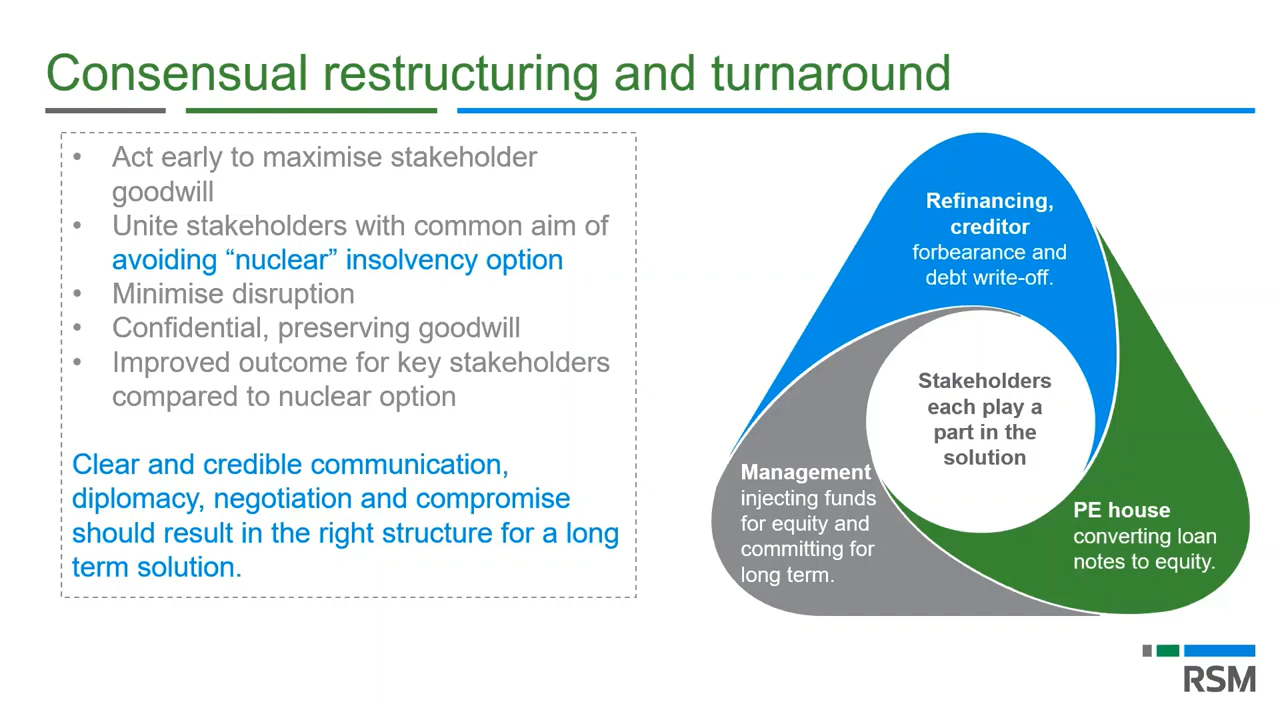 Consensual restructuring and turnaround
• Act early to maximise stakeholder
goodwill
• Unite stakeholders with common aim of
avoiding “nuclear” insolvency option
• Minimise disruption
• Confidential, preserving goodwill
• Improved outcome for key stakeholders
compared to nuclear option
Clear and credible communication,
diplomacy, negotiation and compromise
should result in the right structure for a long
term solution.
Refinancing,
creditor
forbearance and
debt write-off.
Stakeholders
each play a
part in the
solution
Management
injecting funds
for equity and
committing for
long term.
PE house
converting loan
notes to equity.
RSM